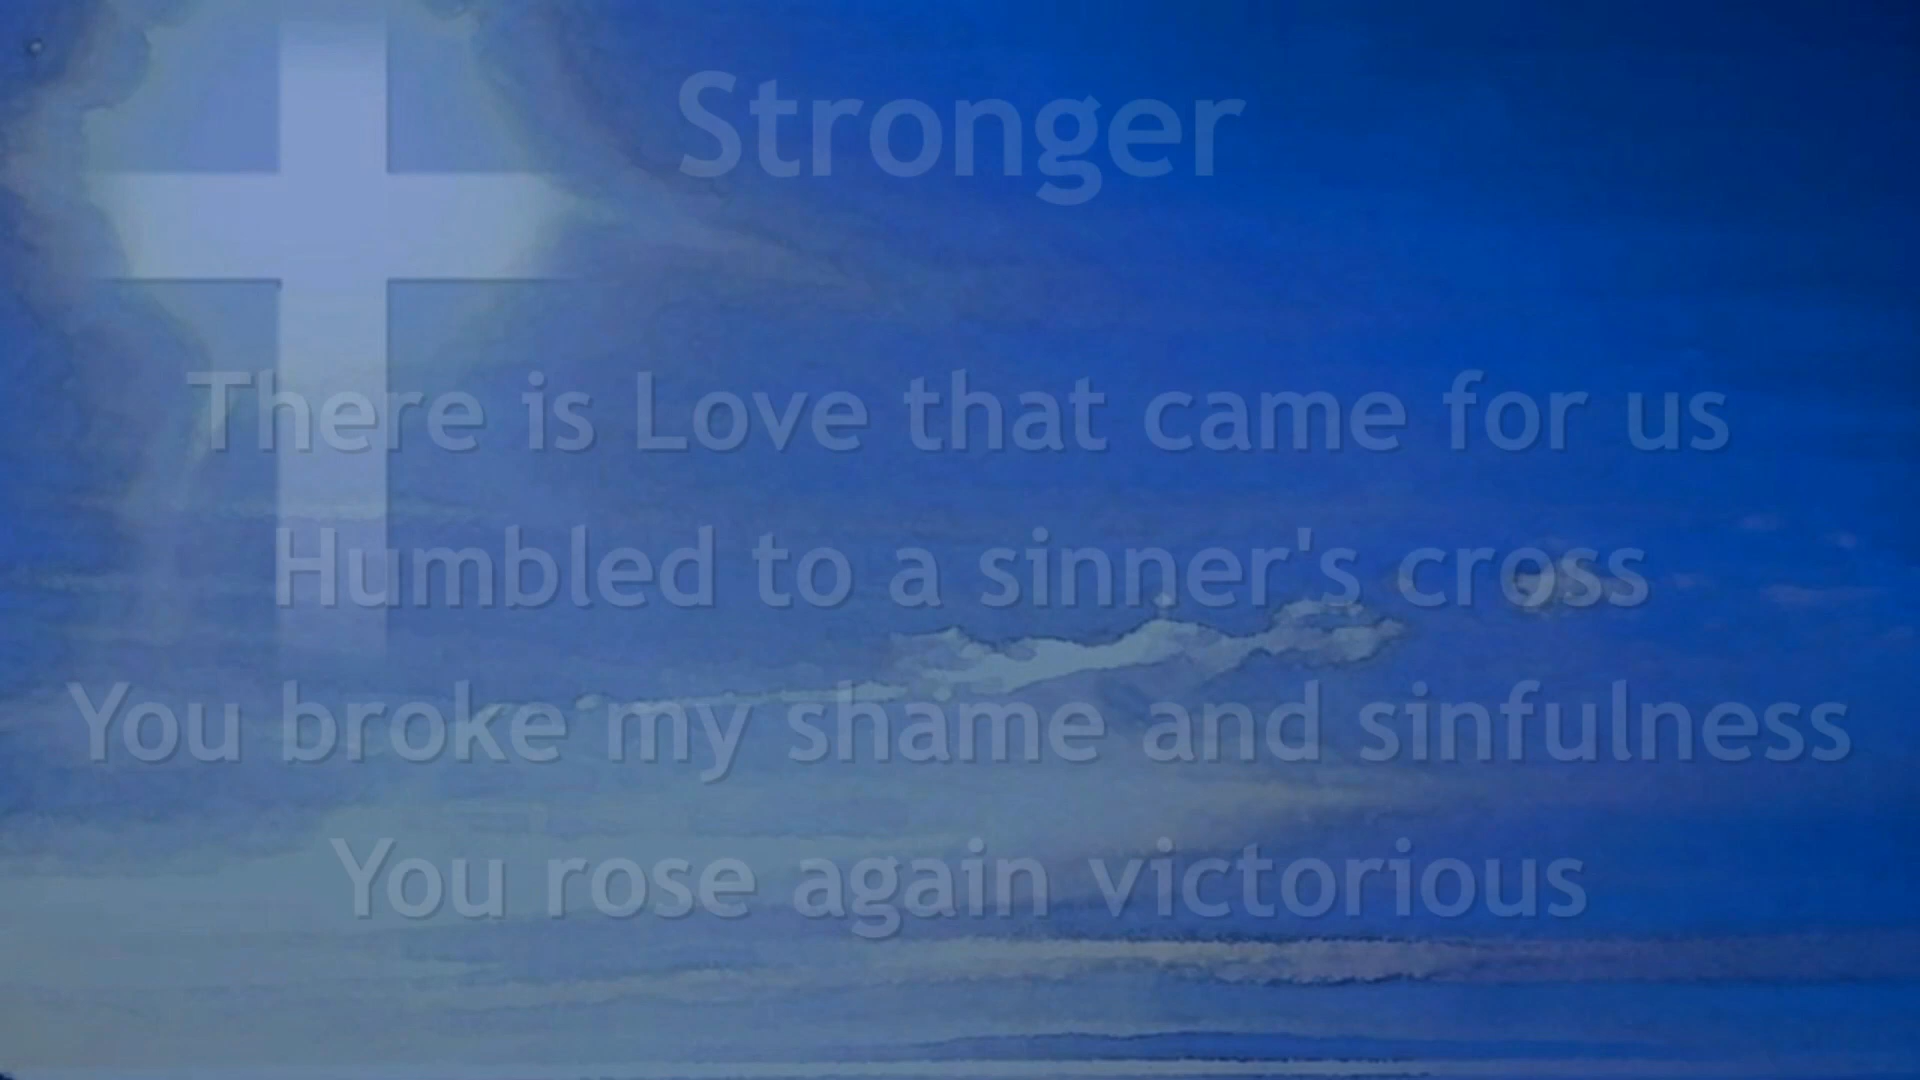 Stronger
There is Love that came for us
Humbled to a sinner's cross
You broke my shame and sinfulness
You rose again victorious